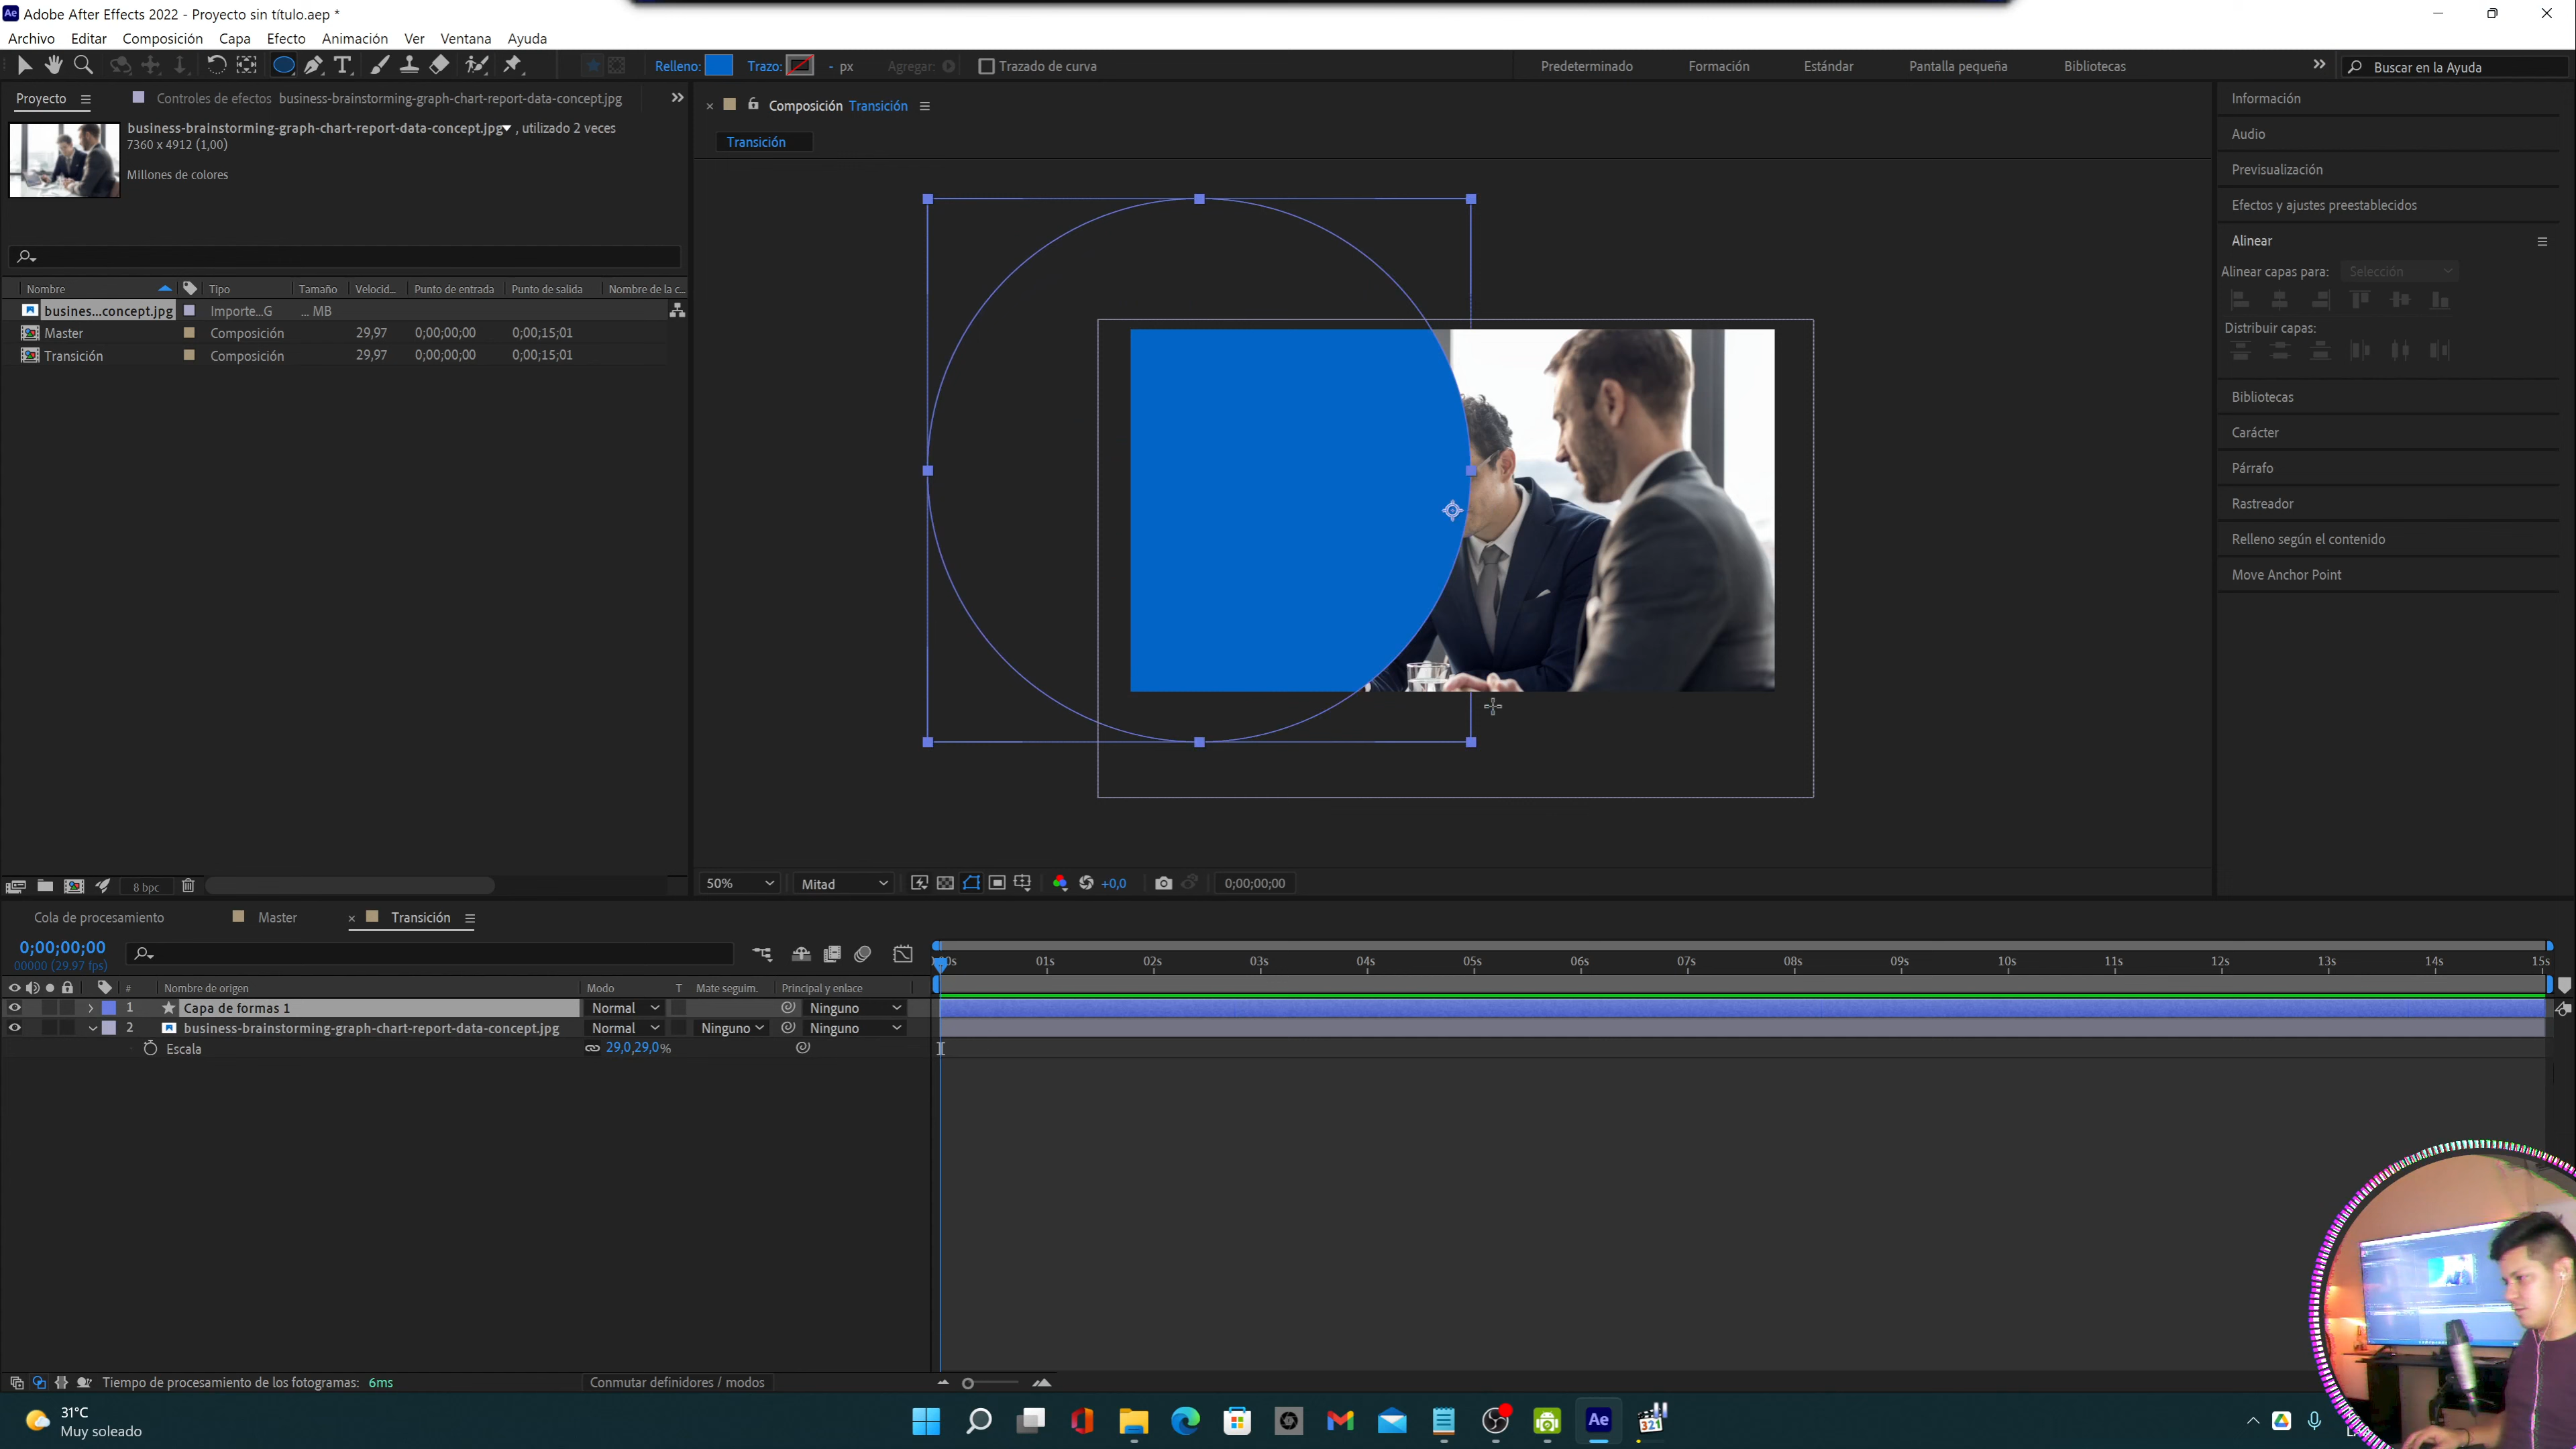 Adobe After Effects 2022 - Proyecto sin título.aep *
Archivo Editar Composición Capa Efecto Animación Ver Ventana Ayuda
Relleno: Trazo: - px Agregar: Trazado de curva Predeterminado Formación Estándar Pantalla pequeña Bibliotecas Buscar en la Ayuda
Proyecto Controles de efectos business-brainstorming-graph-chart-report-data-concept.jpg
business-brainstorming-graph-chart-report-data-concept.jpg , utilizado 2 veces
7360 x 4912 (1,00)
Millones de colores
Nombre Tipo Tamaño Velocid... Punto de entrada Punto de salida Nombre de la c...
busines...concept.jpg Importe...G ... MB
Master Composición 29,97 0;00;00;00 0;00;15;01
Transición Composición 29,97 0;00;00;00 0;00;15;01
8 bpc
Composición Transición
Transición
50% Mitad +0,0 0;00;00;00
Información
Audio
Previsualización
Efectos y ajustes preestablecidos
Alinear
Alinear capas para: Selección
Distribuir capas:
Bibliotecas
Carácter
Párrafo
Rastreador
Relleno según el contenido
Move Anchor Point
Cola de procesamiento Master Transición
0;00;00;00
00000 (29.97 fps)
:00s 01s 02s 03s 04s 05s 06s 07s 08s 09s 10s 11s 12s 13s 14s 15s
# Nombre de origen Modo T Mate seguim. Principal y enlace
1 Capa de formas 1 Normal Ninguno
2 business-brainstorming-graph-chart-report-data-concept.jpg Normal Ninguno Ninguno
Escala 29,0,29,0%
Tiempo de procesamiento de los fotogramas: 6ms Conmutar definidores / modos
31°C
Muy soleado
Ae
321